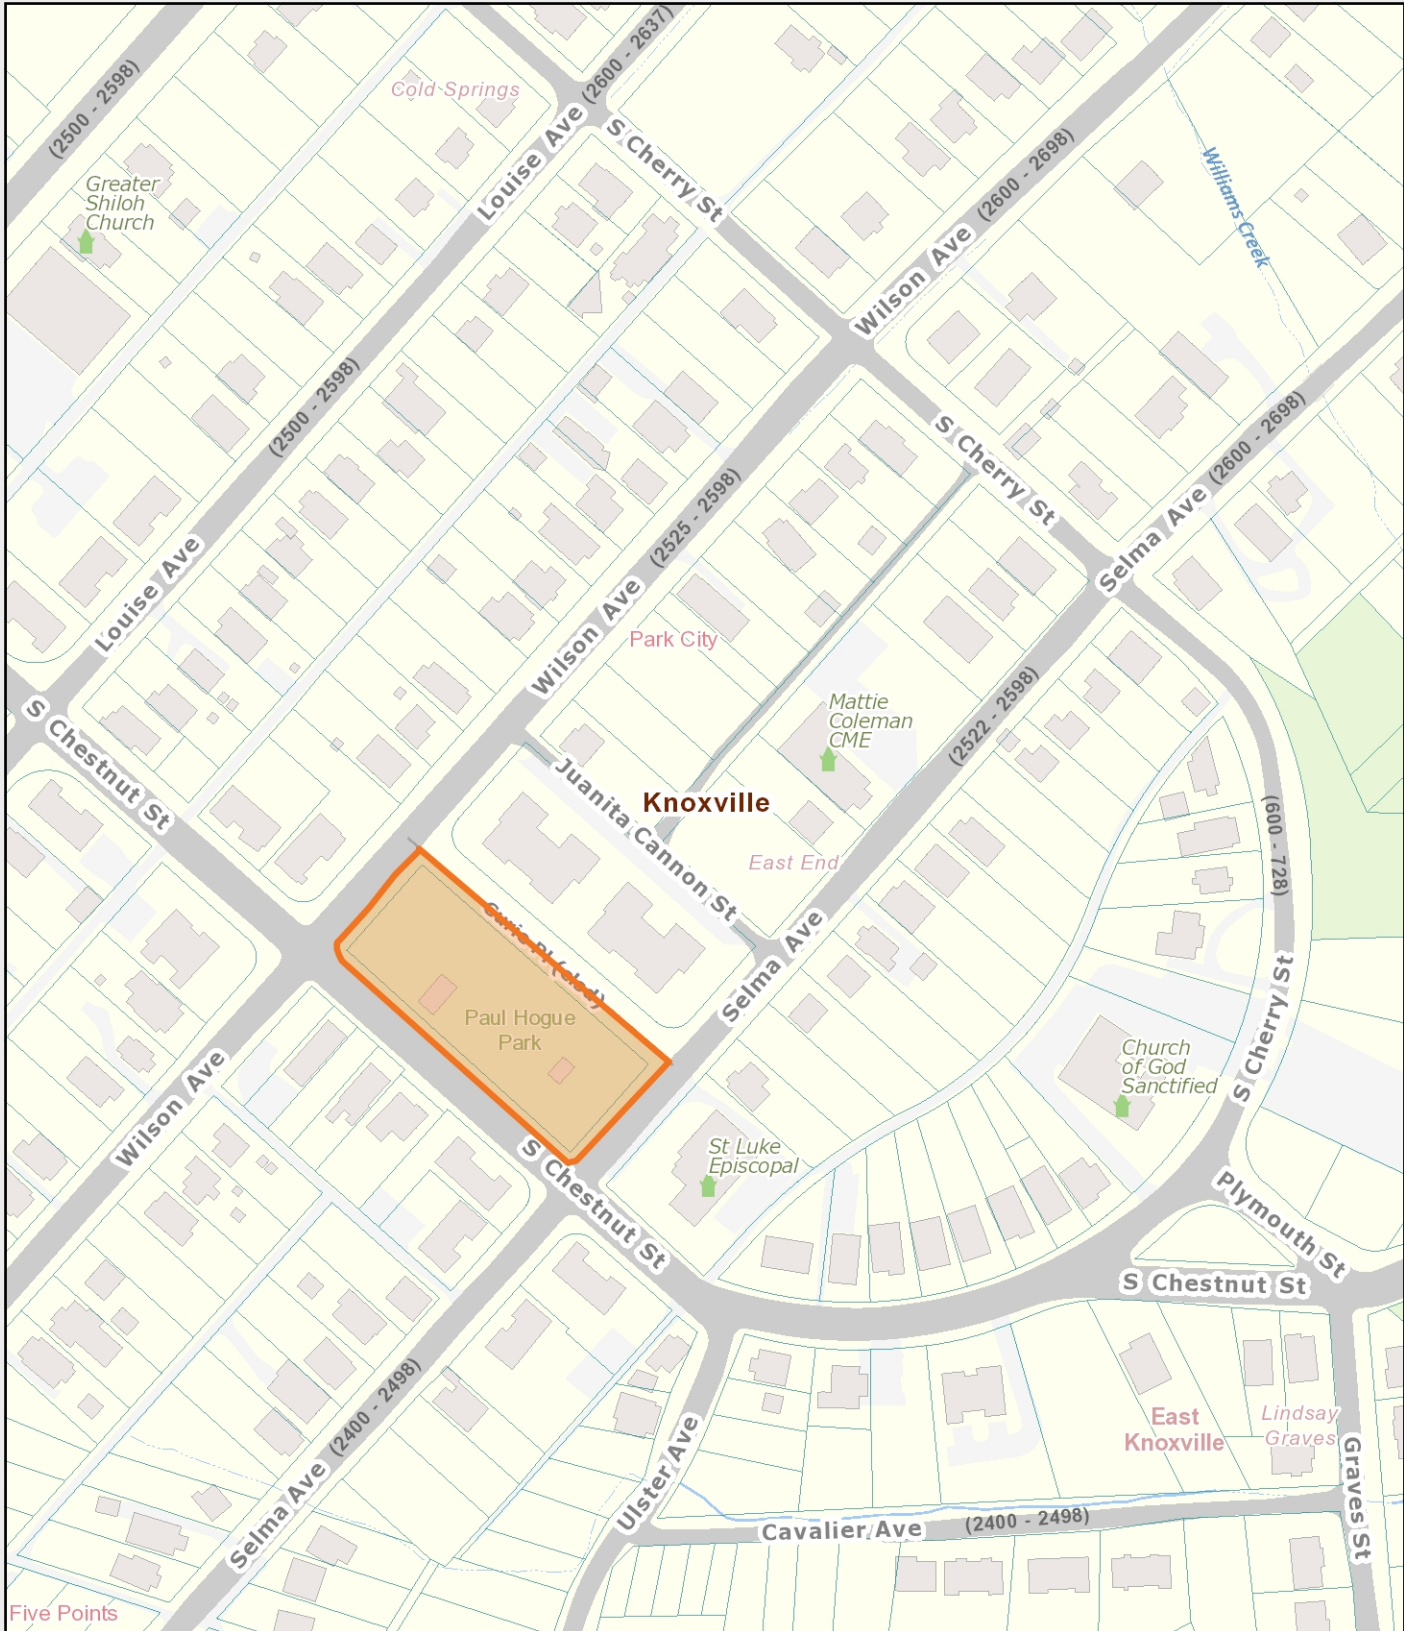 (2500 - 2598)
Cold Springs
(2600 - 2637)
Louise Ave
S Cherry St
Greater
Shiloh
Church
Wilson Ave
(2600 - 2698)
Williams Creek
(2500 - 2598)
S Cherry St
Selma Ave
(2600 - 2698)
Louise Ave
Wilson Ave
(2525 - 2598)
Park City
Mattie
Coleman
CME
(2522 - 2598)
S Chestnut St
Juanita Cannon St
Knoxville
East End
(600 - 728)
Curie Pl (clsd)
Selma Ave
Paul Hogue
Park
Wilson Ave
S Cherry St
Church
of God
Sanctified
S Chestnut St
St Luke
Episcopal
Plymouth St
S Chestnut St
(2400 - 2498)
Selma Ave
Ulster Ave
East
Knoxville
Lindsay
Graves
Graves St
Cavalier Ave
(2400 - 2498)
Five Points